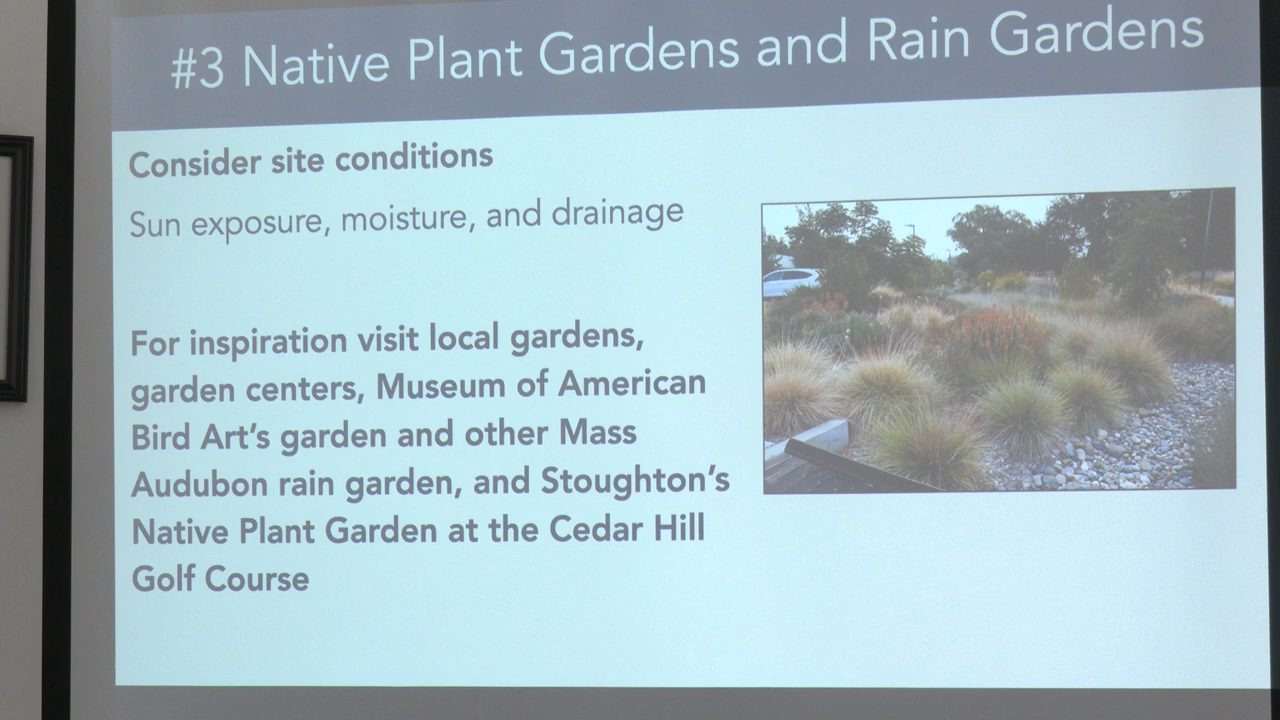 #3 Native Plant Gardens and Rain Gardens
Consider site conditions
Sun exposure, moisture, and drainage
For inspiration visit local gardens,
garden centers, Museum of American
Bird Art's garden and other Mass
Audubon rain garden, and Stoughton's
Native Plant Garden at the Cedar Hill
Golf Course